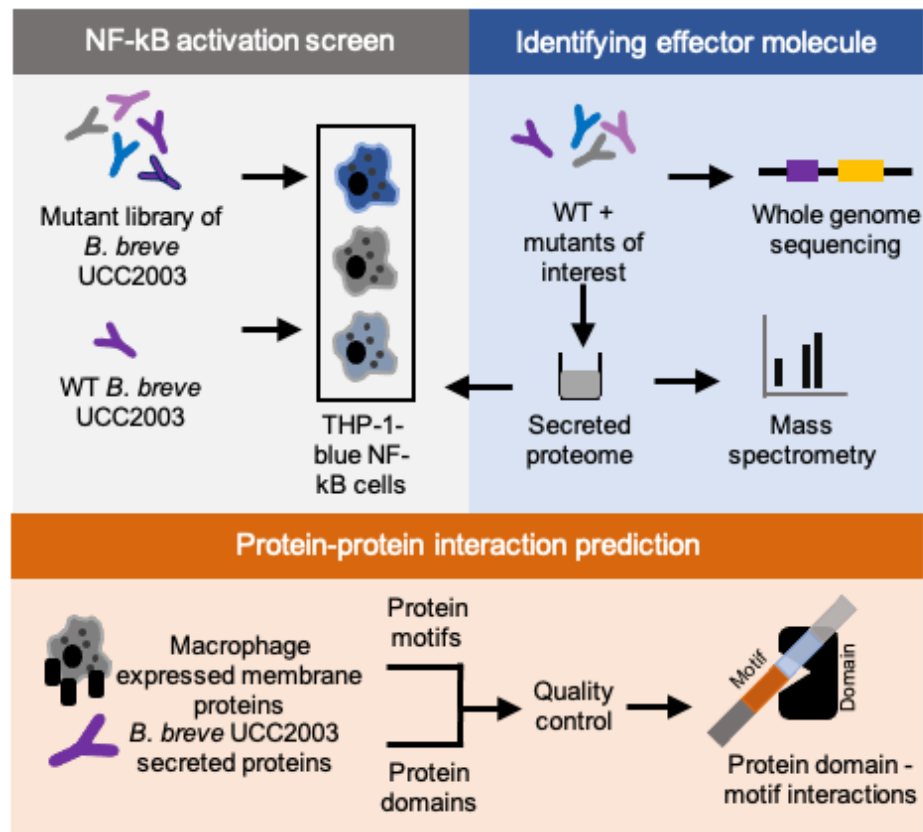 NF-kB activation screen
Mutant library of
B. breve
UCC2003
WT B. breve
UCC2003
THP-1-
blue NF-
kB cells
Identifying effector molecule
WT +
mutants of
interest
Whole genome
sequencing
Secreted
proteome
Mass
spectrometry
Protein-protein interaction prediction
Macrophage
expressed membrane
proteins
B. breve UCC2003
secreted proteins
Protein
motifs
Protein
domains
Quality
control
Motif
Domain
Protein domain -
motif interactions